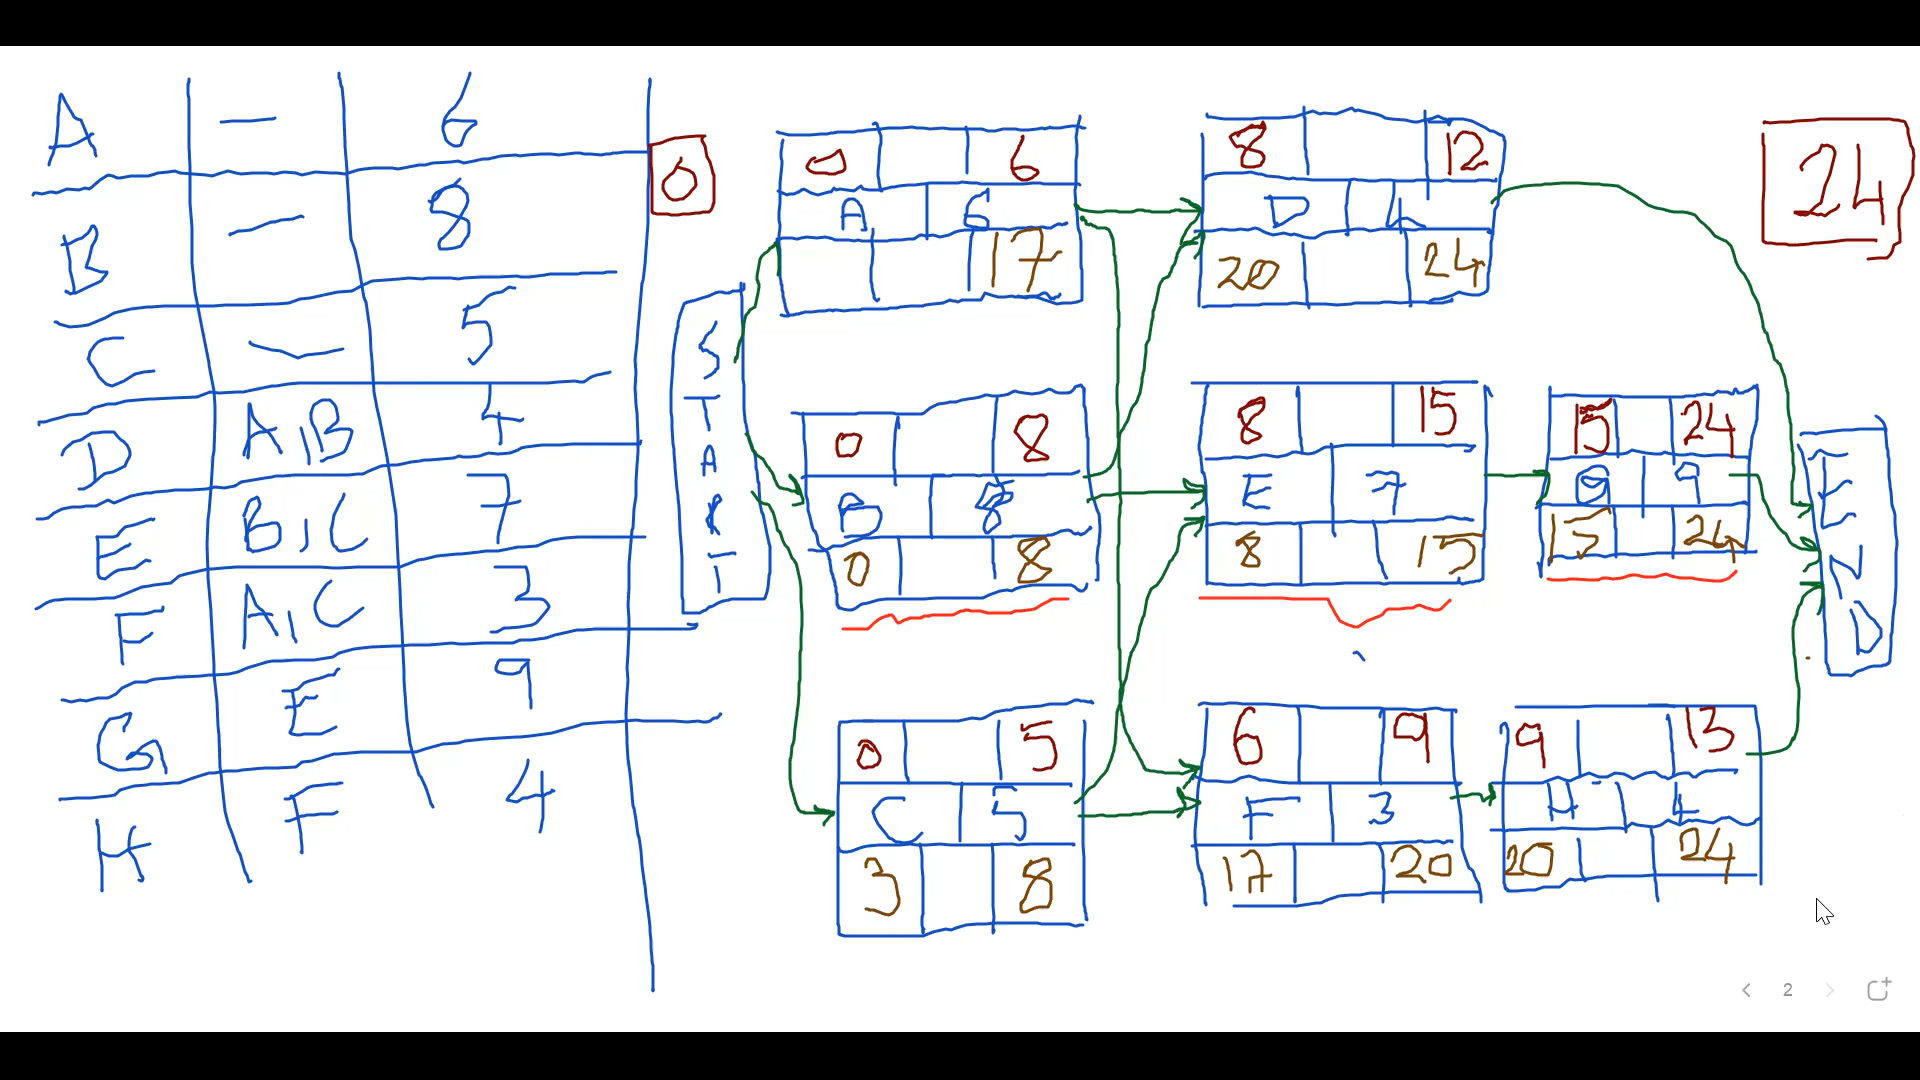 A — 6
B — 8
C — 5
D A,B 4
E B,C 7
F A,C 3
G E 9
H F 4
0
START
0 6
A 6
17
0 8
B 8
0 8
0 5
C 5
3 8
8 12
D 4
20 24
8 15
E 7
8 15
6 9
F 3
17 20
15 24
G 9
15 24
9 13
H 4
20 24
24
END
2